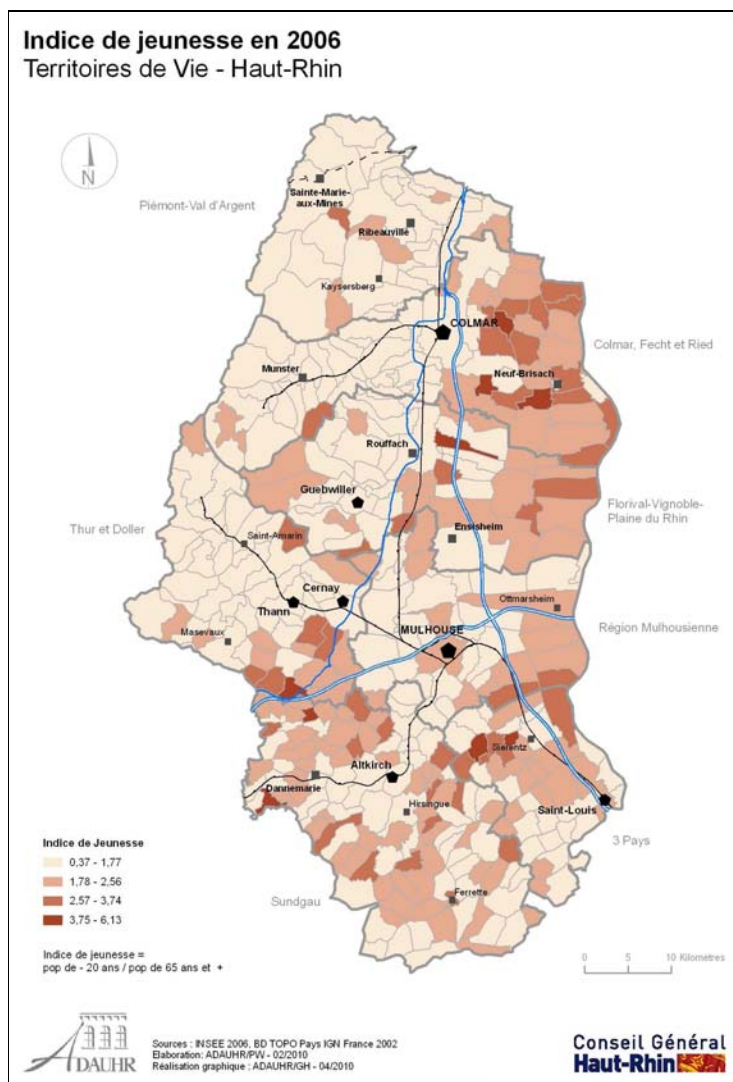 Indice de jeunesse en 2006
Territoires de Vie - Haut-Rhin
N
Piémont-Val d'Argent
Sainte-Marie-
aux-Mines
Ribeauvillé
Kaysersberg
COLMAR
Colmar, Fecht et Ried
Munster
Neuf-Brisach
Rouffach
Guebwiller
Florival-Vignoble-
Plaine du Rhin
Thur et Doller
Saint-Amarin
Ensisheim
Cernay
Thann
Ottmarsheim
Masevaux
MULHOUSE
Région Mulhousienne
Sierentz
Altkirch
Dannemarie
Hirsingue
Saint-Louis
3 Pays
Sundgau
Ferrette
Indice de Jeunesse
0,37 - 1,77
1,78 - 2,56
2,57 - 3,74
3,75 - 6,13
Indice de jeunesse =
pop de - 20 ans / pop de 65 ans et +
0 5 10 Kilomètres
ADAUHR
Sources : INSEE 2006, BD TOPO Pays IGN France 2002
Elaboration: ADAUHR/PW - 02/2010
Réalisation graphique : ADAUHR/GH - 04/2010
Conseil Général
Haut-Rhin